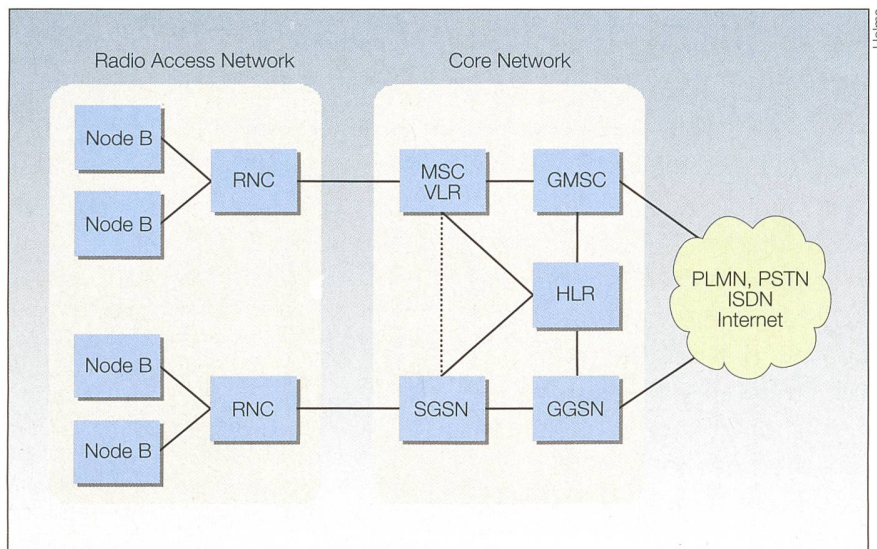 Radio Access Network
Core Network
Node B
Node B
RNC
MSC
VLR
GMSC
HLR
PLMN, PSTN
ISDN
Internet
Node B
Node B
RNC
SGSN
GGSN